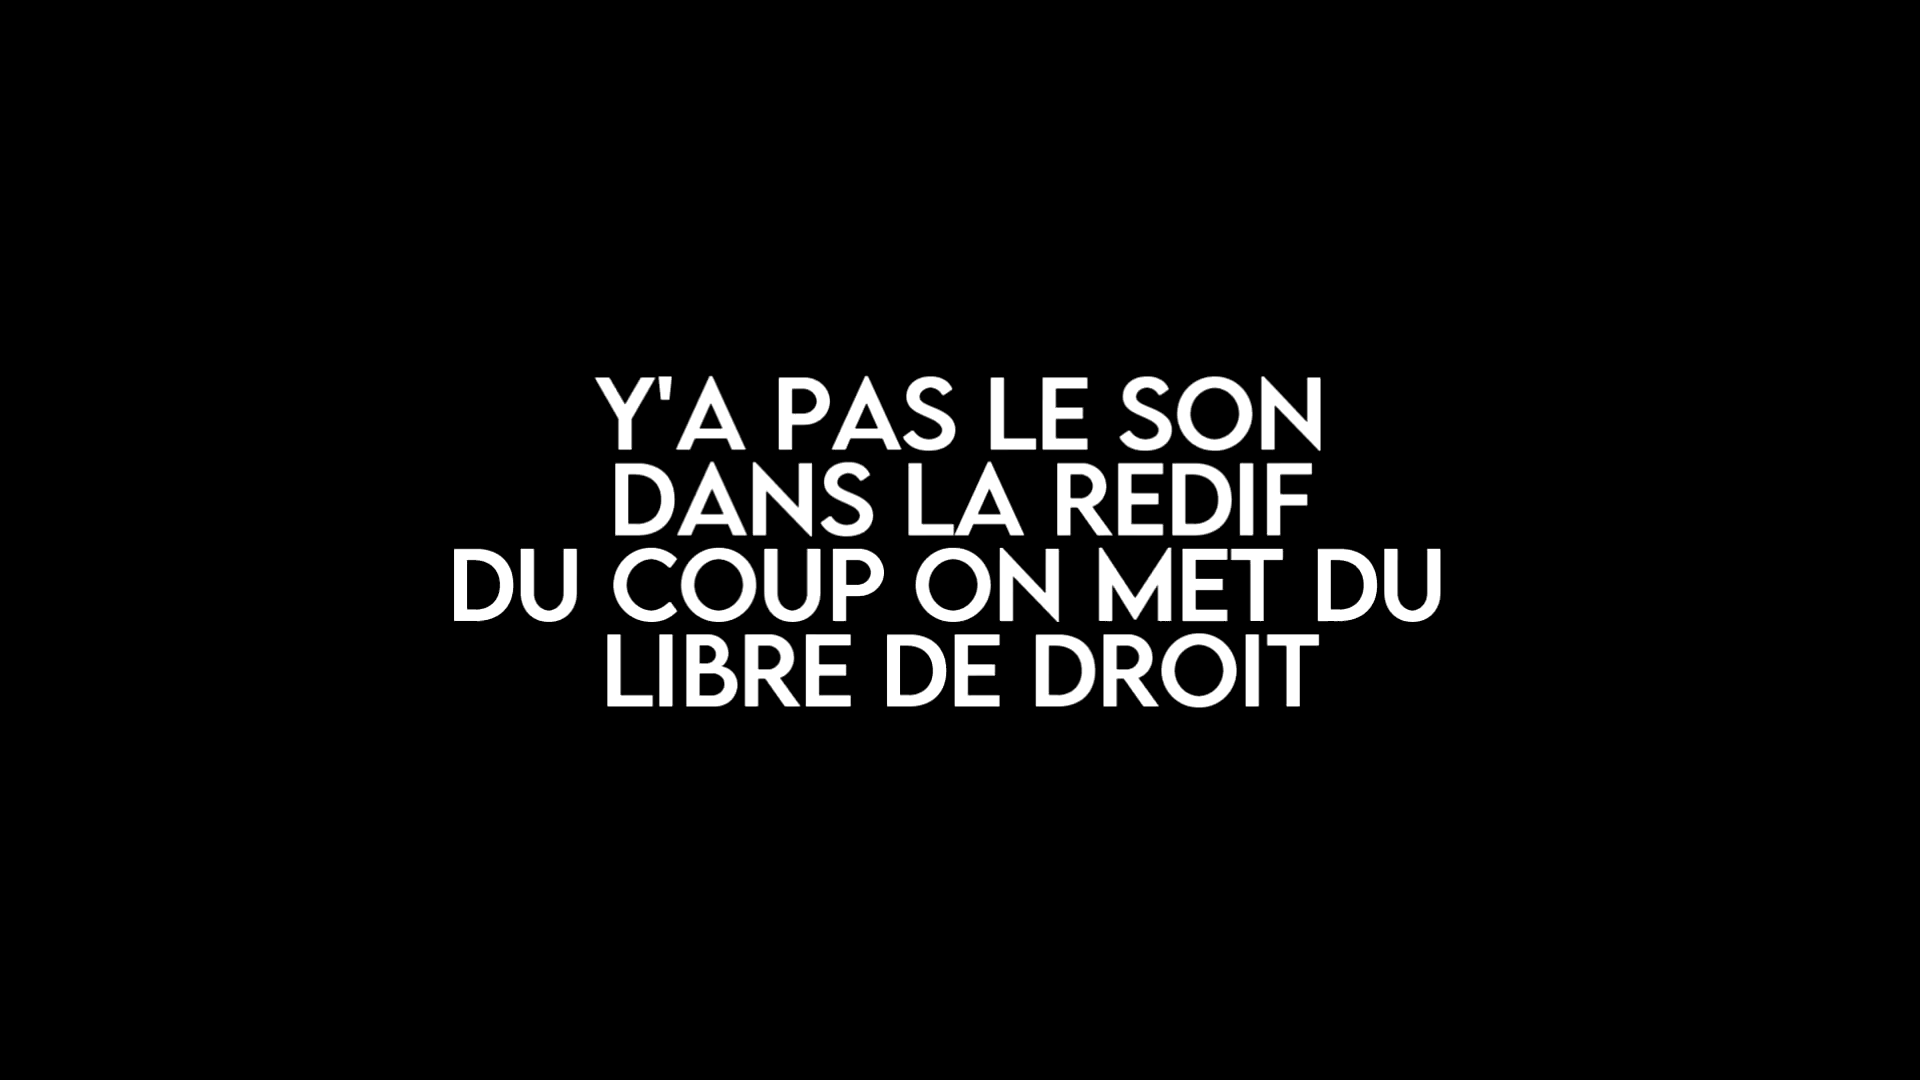 Y'A PAS LE SON
DANS LA REDIF
DU COUP ON MET DU
LIBRE DE DROIT